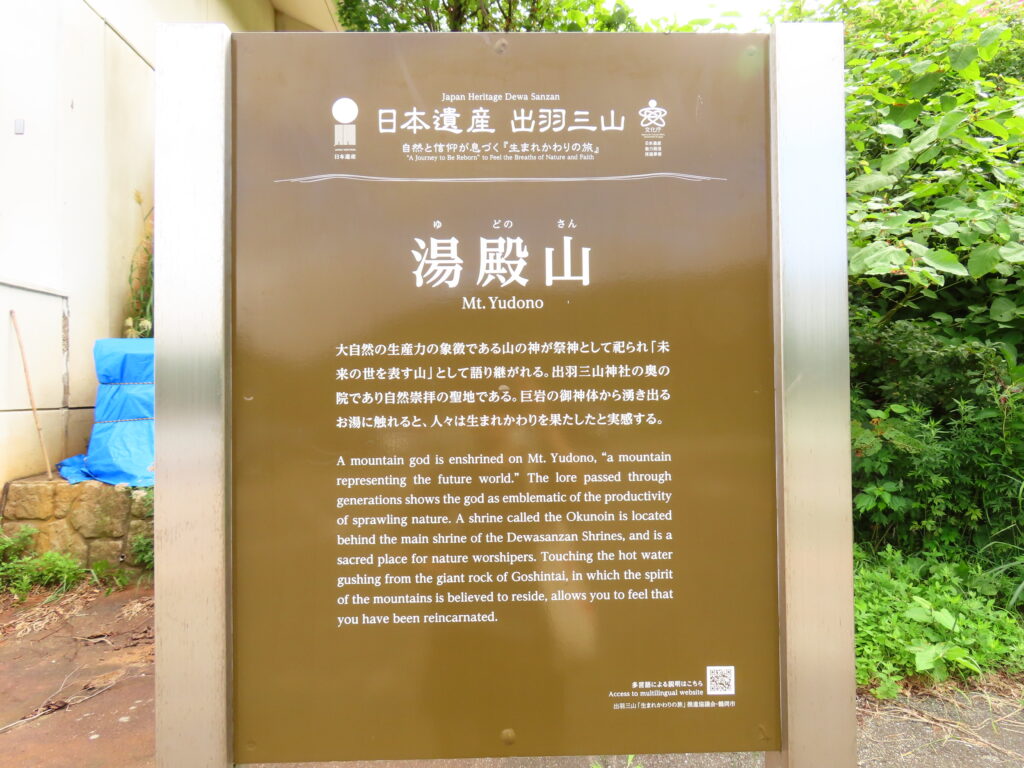 Japan Heritage Dewa Sanzan
日本遺産 出羽三山
自然と信仰が息づく『生まれかわりの旅』
"A Journey to Be Reborn" to Feel the Breaths of Nature and Faith
日本遺産
文化庁
ゆ どの さん
湯殿山
Mt. Yudono
大自然の生産力の象徴である山の神が祭神として祀られ「未
来の世を表す山」として語り継がれる。出羽三山神社の奥の
院であり自然崇拝の聖地である。巨岩の御神体から湧き出る
お湯に触れると、人々は生まれかわりを果たしたと実感する。
A mountain god is enshrined on Mt. Yudono, “a mountain
representing the future world.” The lore passed through
generations shows the god as emblematic of the productivity
of sprawling nature. A shrine called the Okunoin is located
behind the main shrine of the Dewasanzan Shrines, and is a
sacred place for nature worshipers. Touching the hot water
gushing from the giant rock of Goshintai, in which the spirit
of the mountains is believed to reside, allows you to feel that
you have been reincarnated.
多言語による説明はこちら
Access to multilingual website
出羽三山「生まれかわりの旅」推進協議会・鶴岡市